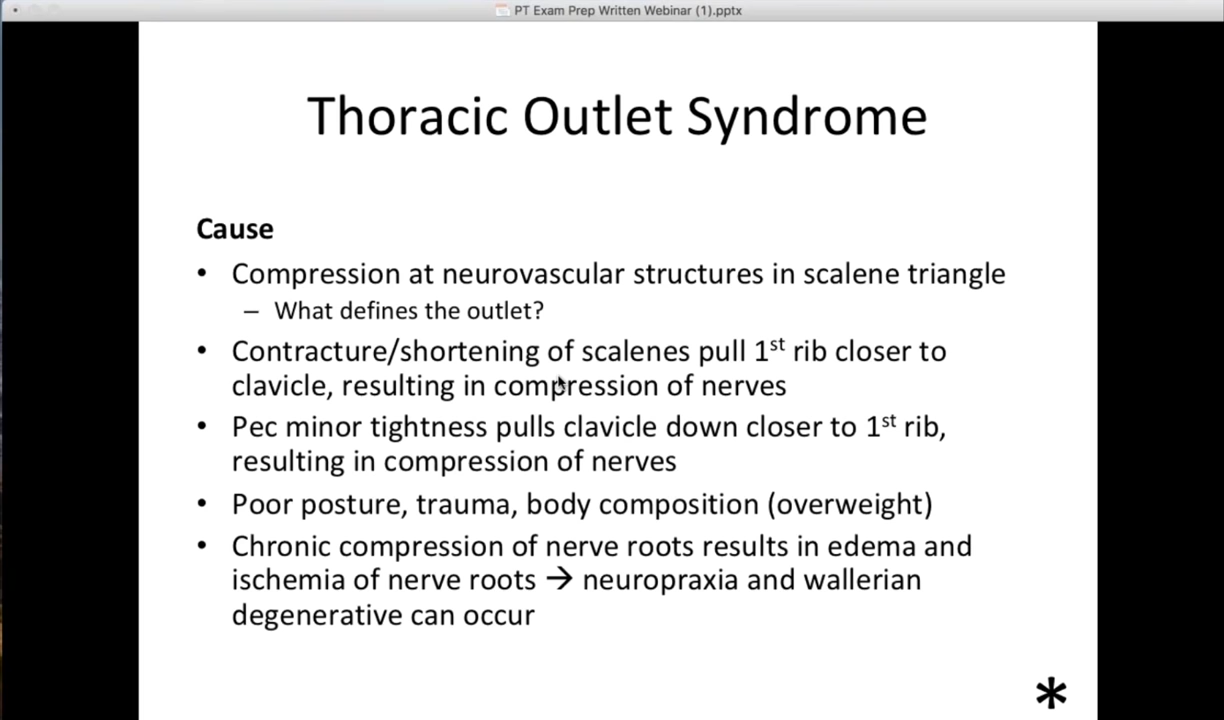 PT Exam Prep Written Webinar (1).pptx
Thoracic Outlet Syndrome
Cause
• Compression at neurovascular structures in scalene triangle
– What defines the outlet?
• Contracture/shortening of scalenes pull 1st rib closer to
clavicle, resulting in compression of nerves
• Pec minor tightness pulls clavicle down closer to 1st rib,
resulting in compression of nerves
• Poor posture, trauma, body composition (overweight)
• Chronic compression of nerve roots results in edema and
ischemia of nerve roots → neuropraxia and wallerian
degenerative can occur
*